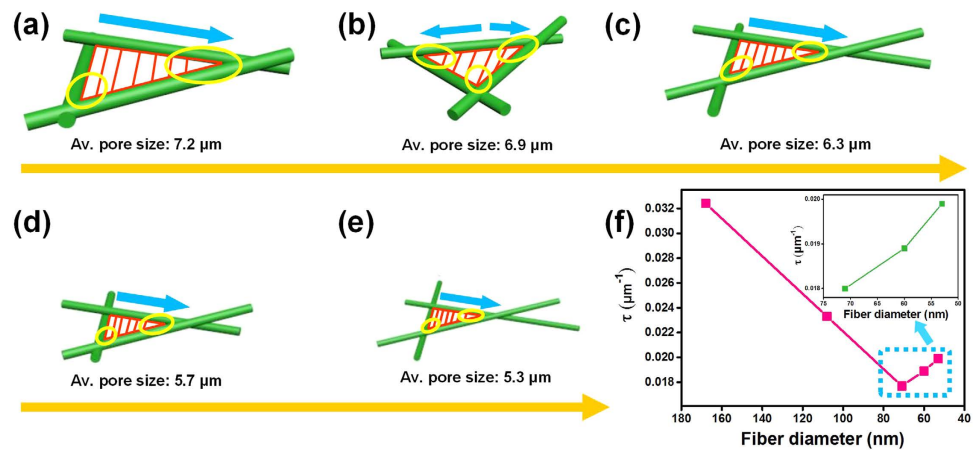 (a)
(b)
(c)
Av. pore size: 7.2 μm
Av. pore size: 6.9 μm
Av. pore size: 6.3 μm
(d)
(e)
(f)
Av. pore size: 5.7 μm
Av. pore size: 5.3 μm
τ (μm⁻¹)
0.032
0.030
0.028
0.026
0.024
0.022
0.020
0.018
180 160 140 120 100 80 60 40
Fiber diameter (nm)
τ (μm⁻¹)
0.020
0.019
0.018
75 70 65 60 55 50
Fiber diameter (nm)